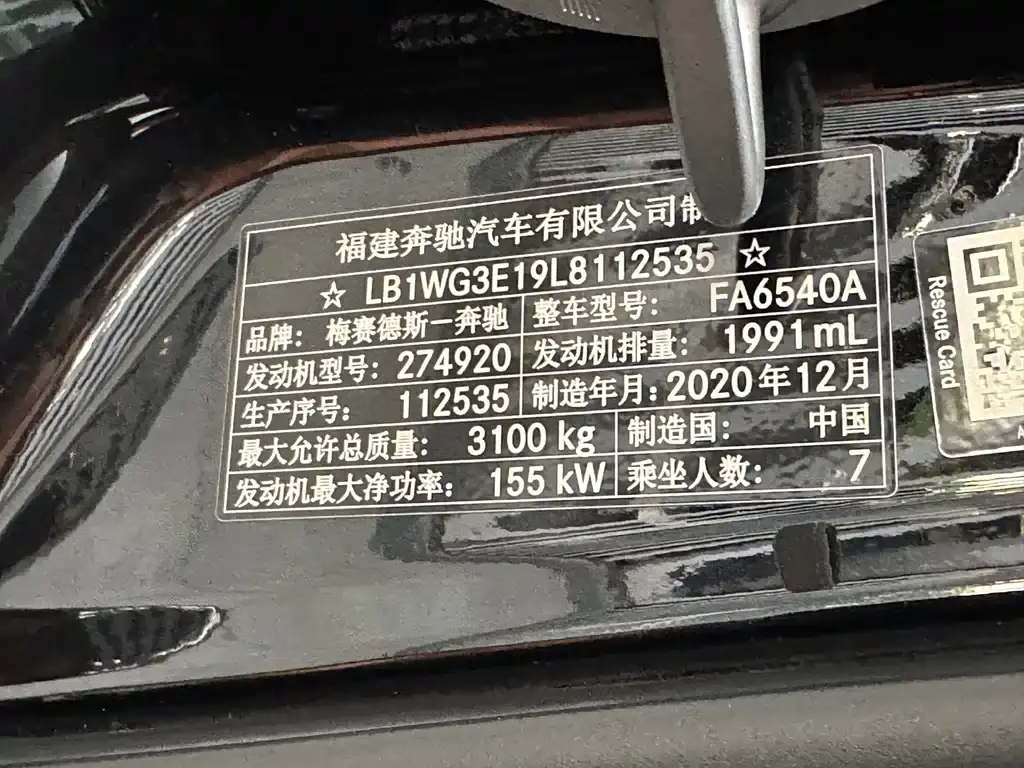 福建奔驰汽车有限公司制
☆ LB1WG3E19L8112535 ☆
品牌: 梅赛德斯—奔驰 整车型号: FA6540A
发动机型号: 274920 发动机排量: 1991mL
生产序号: 112535 制造年月: 2020年12月
最大允许总质量: 3100 kg 制造国: 中国
发动机最大净功率: 155 kW 乘坐人数: 7
Rescue Card